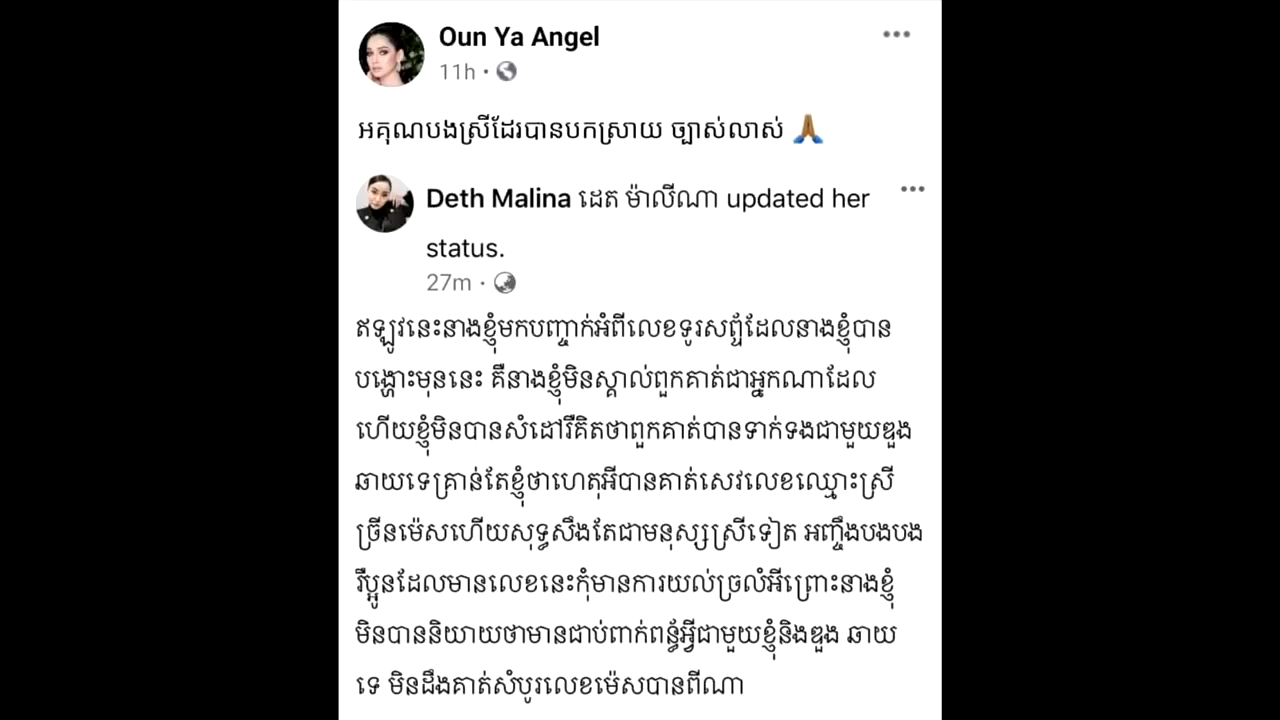 Oun Ya Angel
11h
អគុណបងស្រីដែរបានបកស្រាយ ច្បាស់លាស់ 🙏🏽
Deth Malina ដេត ម៉ាលីណា updated her
status.
27m
ឥឡូវនេះនាងខ្ញុំមកបញ្ចាក់អំពីលេខទូរសព្ទ័ដែលនាងខ្ញុំបាន
បង្ហោះមុននេះ គឺនាងខ្ញុំមិនស្គាល់ពួកគាត់ជាអ្នកណាដែល
ហើយខ្ញុំមិនបានសំដៅរឺគិតថាពួកគាត់បានទាក់ទងជាមួយឌួង
ឆាយទេគ្រាន់តែខ្ញុំថាហេតុអីបានគាត់សេវលេខឈ្មោះស្រី
ច្រើនម៉េសហើយសុទ្ធសឹងតែជាមនុស្សស្រីទៀត អញ្ចឹងបងបង
រឺប្អូនដែលមានលេខនេះកុំមានការយល់ច្រលំអីព្រោះនាងខ្ញុំ
មិនបាននិយាយថាមានជាប់ពាក់ពន្ធ័អ្វីជាមួយខ្ញុំនិងឌួង ឆាយ
ទេ មិនដឹងគាត់សំបូរលេខម៉េសបានពីណា